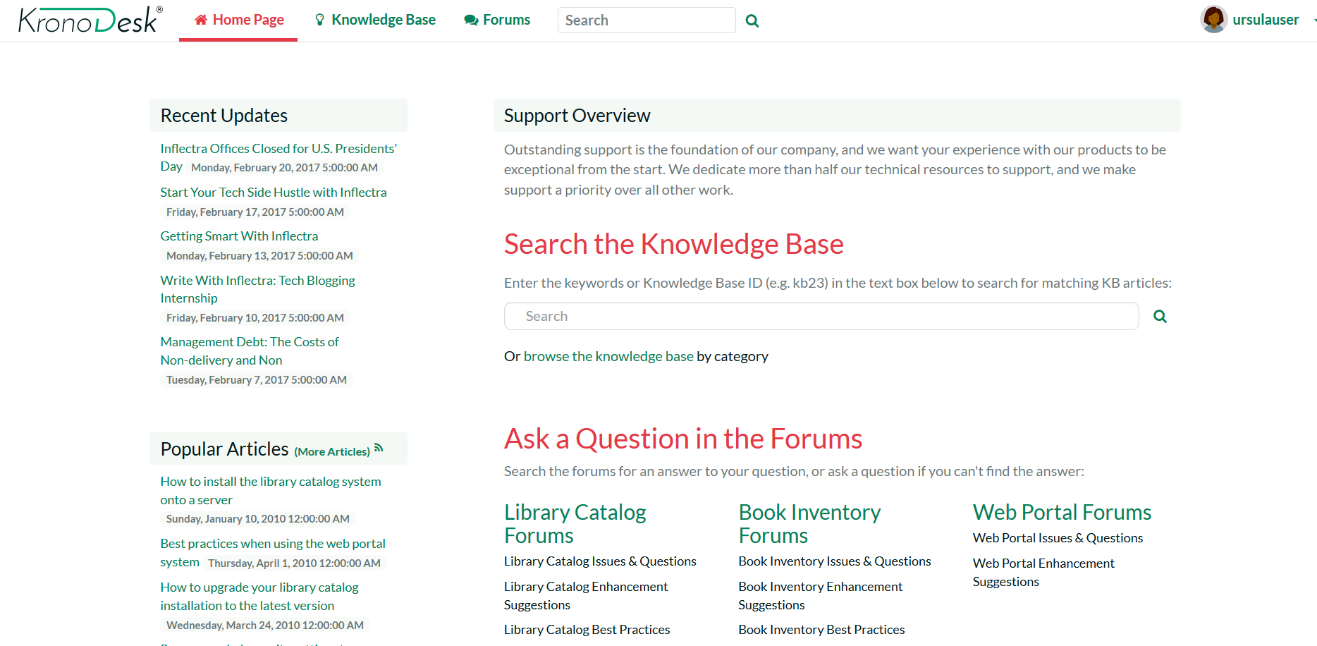 KronoDesk®
Home Page
Knowledge Base
Forums
Search
ursulauser
Recent Updates
Inflectra Offices Closed for U.S. Presidents'
Day Monday, February 20, 2017 5:00:00 AM
Start Your Tech Side Hustle with Inflectra
Friday, February 17, 2017 5:00:00 AM
Getting Smart With Inflectra
Monday, February 13, 2017 5:00:00 AM
Write With Inflectra: Tech Blogging
Internship
Friday, February 10, 2017 5:00:00 AM
Management Debt: The Costs of
Non-delivery and Non
Tuesday, February 7, 2017 5:00:00 AM
Popular Articles (More Articles)
How to install the library catalog system
onto a server
Sunday, January 10, 2010 12:00:00 AM
Best practices when using the web portal
system Thursday, April 1, 2010 12:00:00 AM
How to upgrade your library catalog
installation to the latest version
Wednesday, March 24, 2010 12:00:00 AM
Support Overview
Outstanding support is the foundation of our company, and we want your experience with our products to be
exceptional from the start. We dedicate more than half our technical resources to support, and we make
support a priority over all other work.
Search the Knowledge Base
Enter the keywords or Knowledge Base ID (e.g. kb23) in the text box below to search for matching KB articles:
Search
Or browse the knowledge base by category
Ask a Question in the Forums
Search the forums for an answer to your question, or ask a question if you can't find the answer:
Library Catalog
Forums
Library Catalog Issues & Questions
Library Catalog Enhancement
Suggestions
Library Catalog Best Practices
Book Inventory
Forums
Book Inventory Issues & Questions
Book Inventory Enhancement
Suggestions
Book Inventory Best Practices
Web Portal Forums
Web Portal Issues & Questions
Web Portal Enhancement
Suggestions